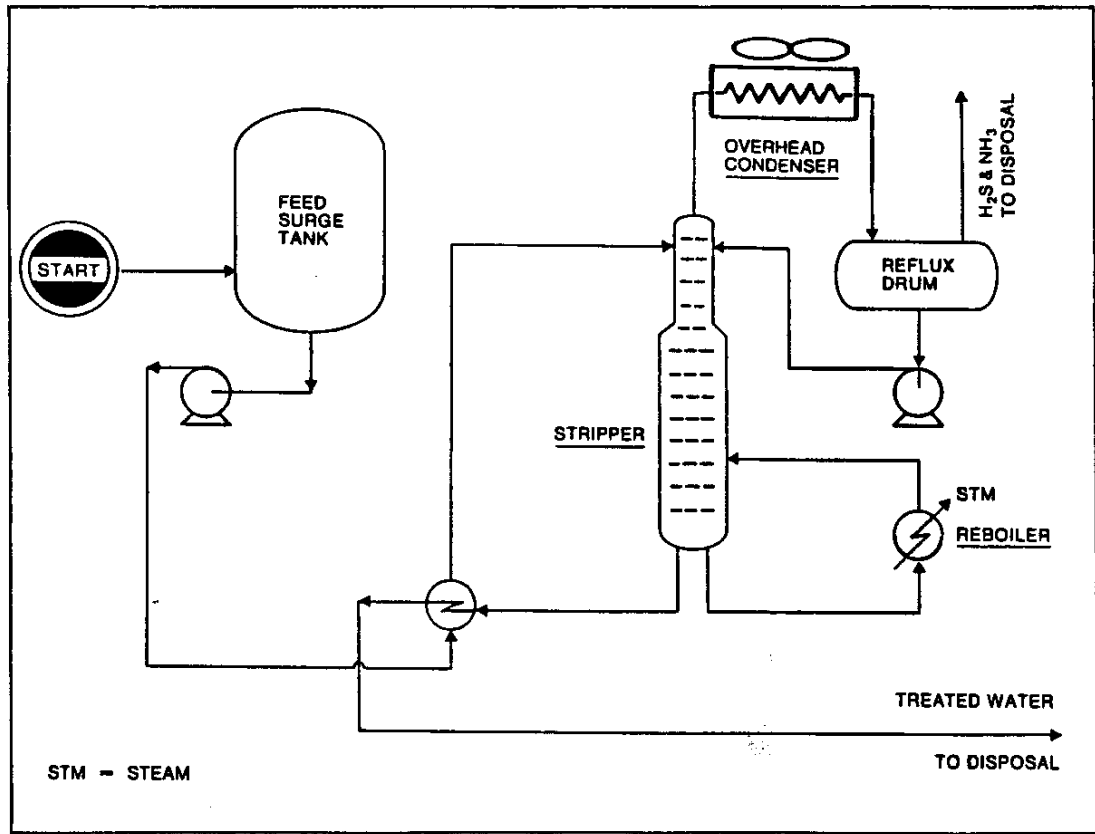 OVERHEAD
CONDENSER
H₂S & NH₃
TO DISPOSAL
FEED
SURGE
TANK
START
REFLUX
DRUM
STRIPPER
STM
REBOILER
TREATED WATER
TO DISPOSAL
STM = STEAM